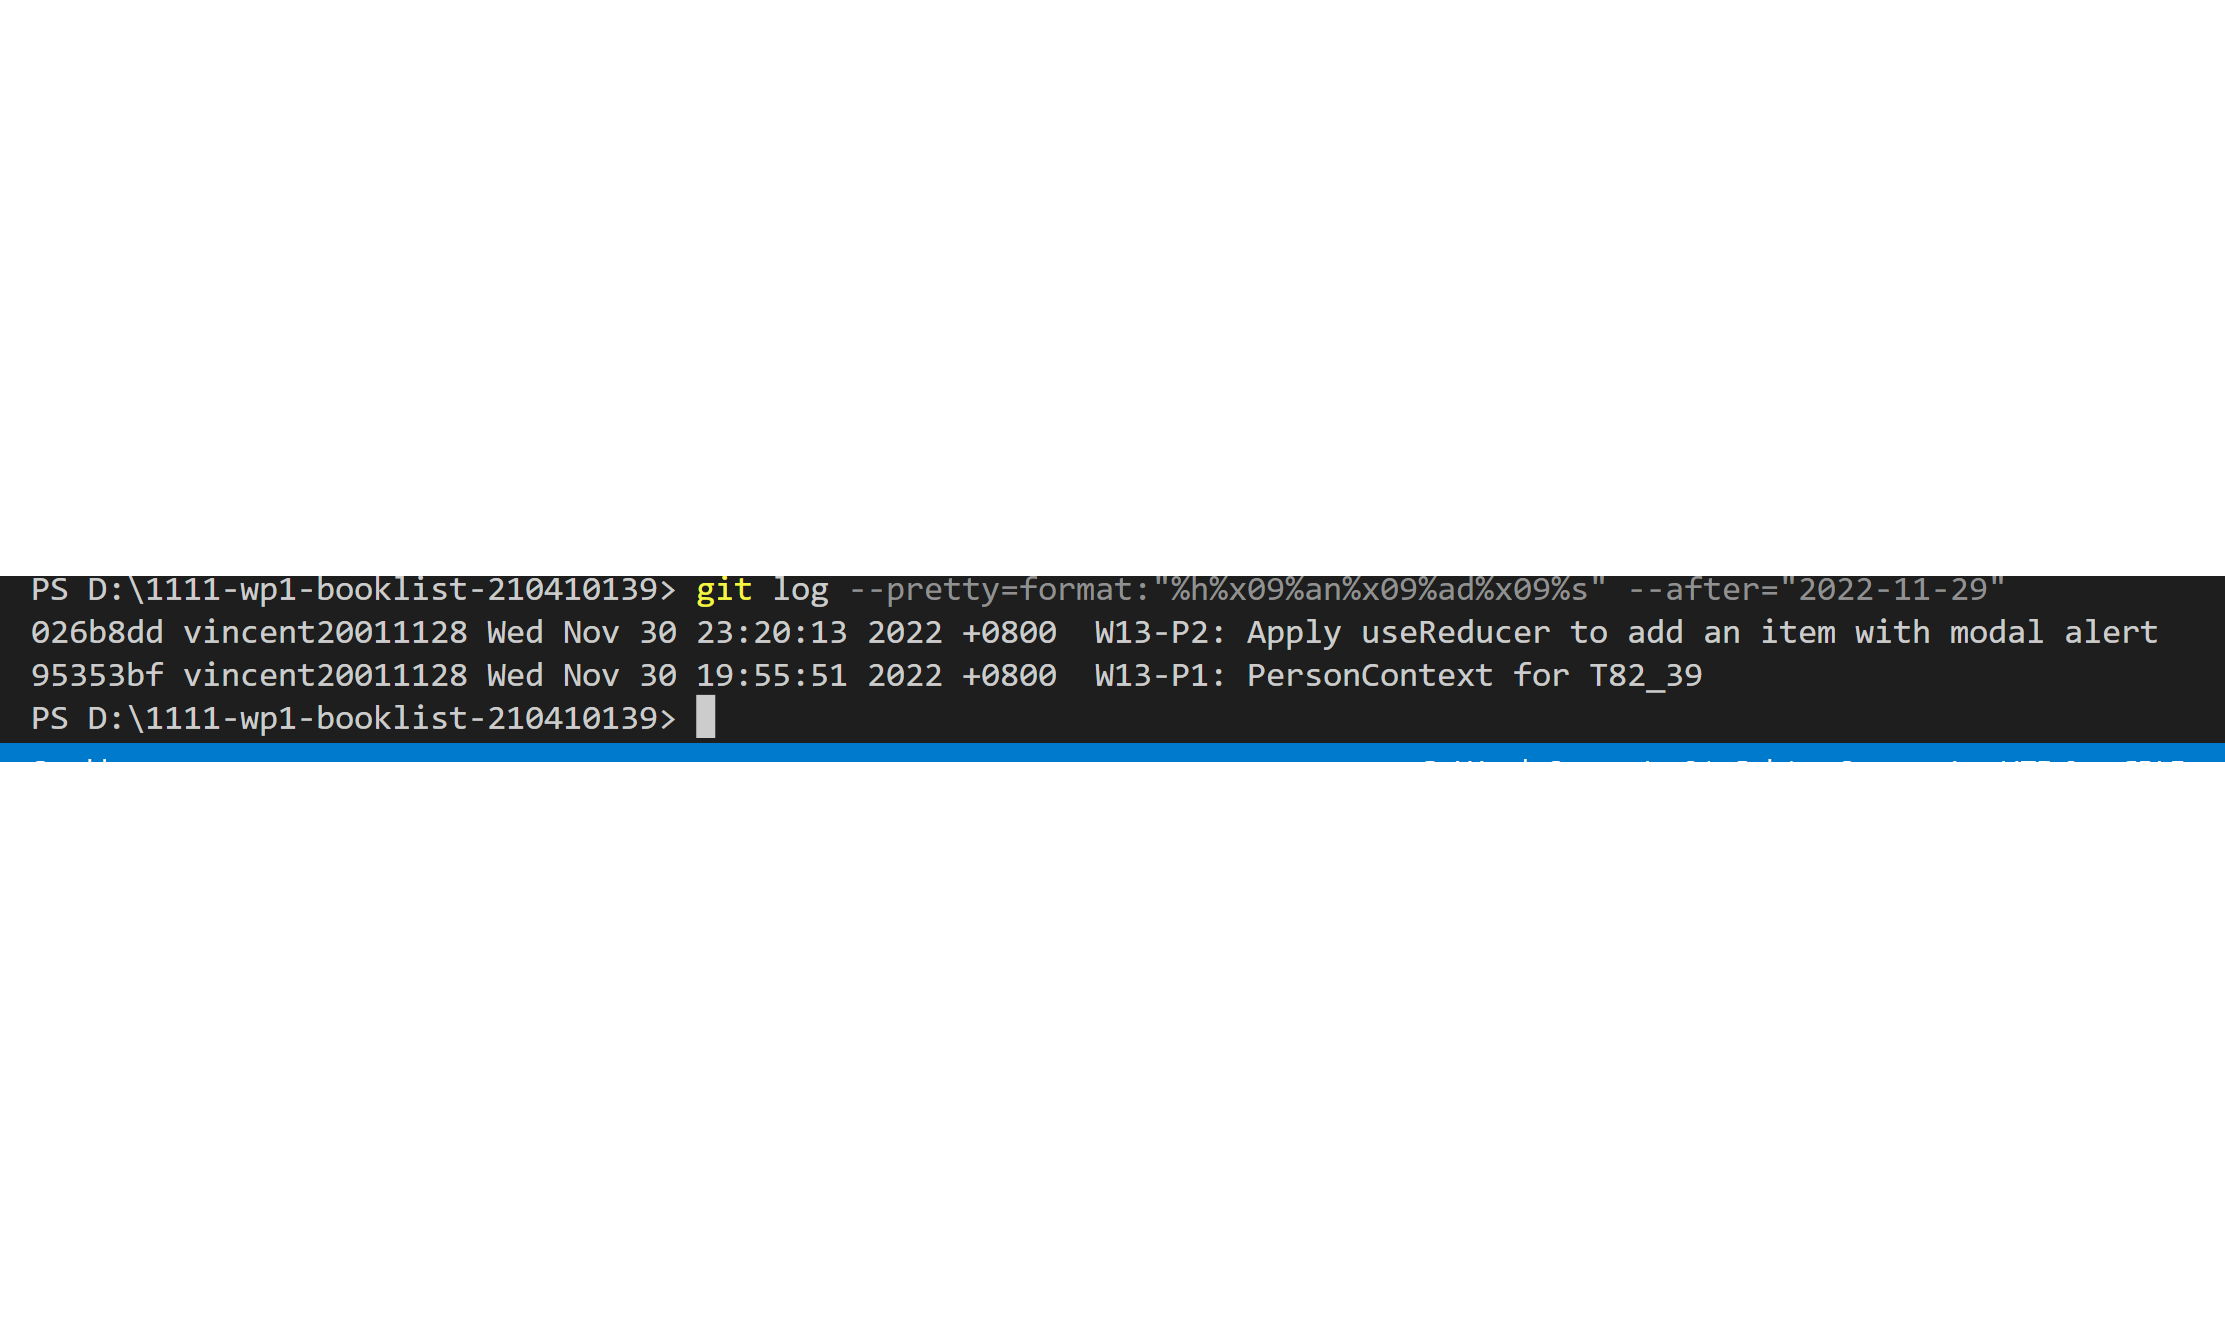 PS D:\1111-wp1-booklist-210410139> git log --pretty=format:"%h%x09%an%x09%ad%x09%s" --after="2022-11-29"
026b8dd vincent20011128 Wed Nov 30 23:20:13 2022 +0800  W13-P2: Apply useReducer to add an item with modal alert
95353bf vincent20011128 Wed Nov 30 19:55:51 2022 +0800  W13-P1: PersonContext for T82_39
PS D:\1111-wp1-booklist-210410139>